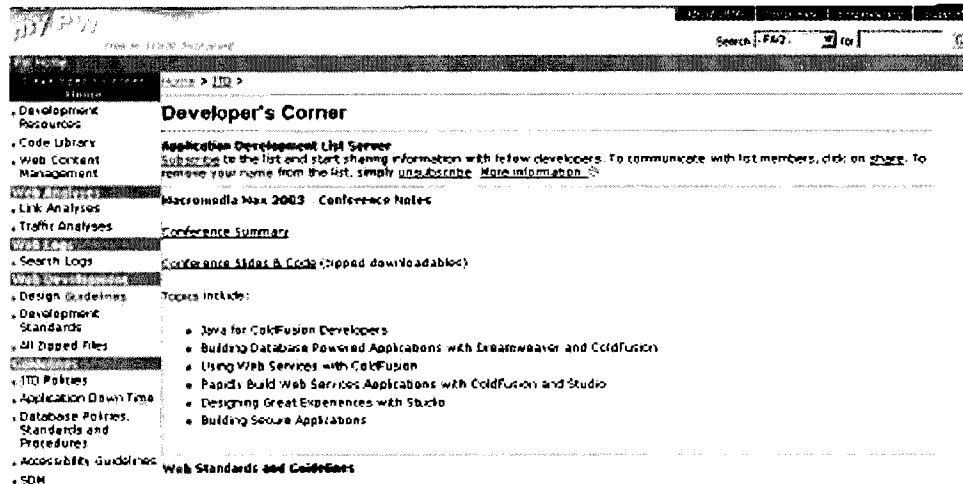 Search -FAQ- for
Home > ITD >
Development
Resources
Code Library
Web Content
Management
Link Analyses
Traffic Analyses
Search Logs
Design Guidelines
Development
Standards
All Zipped Files
ITD Policies
Application Down Time
Database Policies,
Standards and
Procedures
Accessibility Guidelines
SDM
Developer's Corner
Application Development List Server
Subscribe to the list and start sharing information with fellow developers. To communicate with list members, click on share. To
remove your name from the list, simply unsubscribe. More information
Macromedia Max 2003 - Conference Notes
Conference Summary
Conference Slides & Code (zipped downloadables)
Topics include:
Java for ColdFusion Developers
Building Database Powered Applications with Dreamweaver and ColdFusion
Using Web Services with ColdFusion
Rapidly Build Web Services Applications with ColdFusion and Studio
Designing Great Experiences with Studio
Building Secure Applications
Web Standards and Guidelines